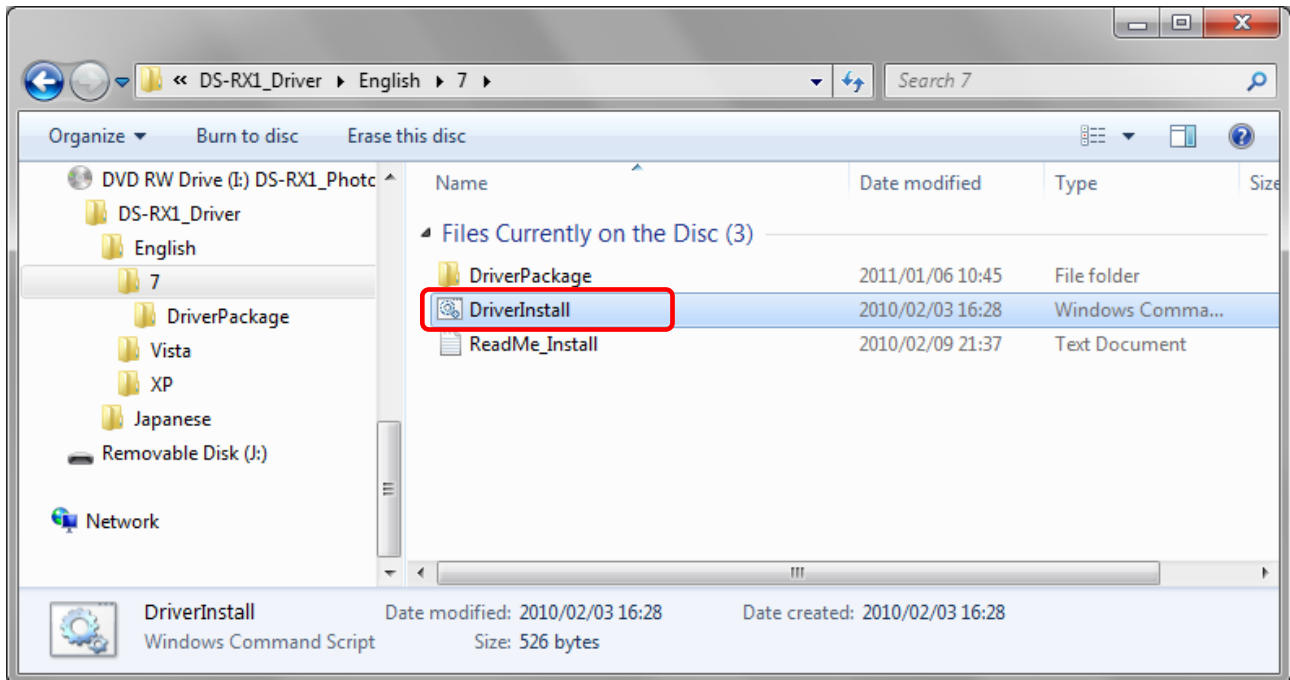 « DS-RX1_Driver English 7
Search 7
Organize Burn to disc Erase this disc
DVD RW Drive (I:) DS-RX1_Photc
DS-RX1_Driver
English
7
DriverPackage
Vista
XP
Japanese
Removable Disk (J:)
Network
Name Date modified Type Size
Files Currently on the Disc (3)
DriverPackage 2011/01/06 10:45 File folder
DriverInstall 2010/02/03 16:28 Windows Comma...
ReadMe_Install 2010/02/09 21:37 Text Document
DriverInstall Date modified: 2010/02/03 16:28 Date created: 2010/02/03 16:28
Windows Command Script Size: 526 bytes